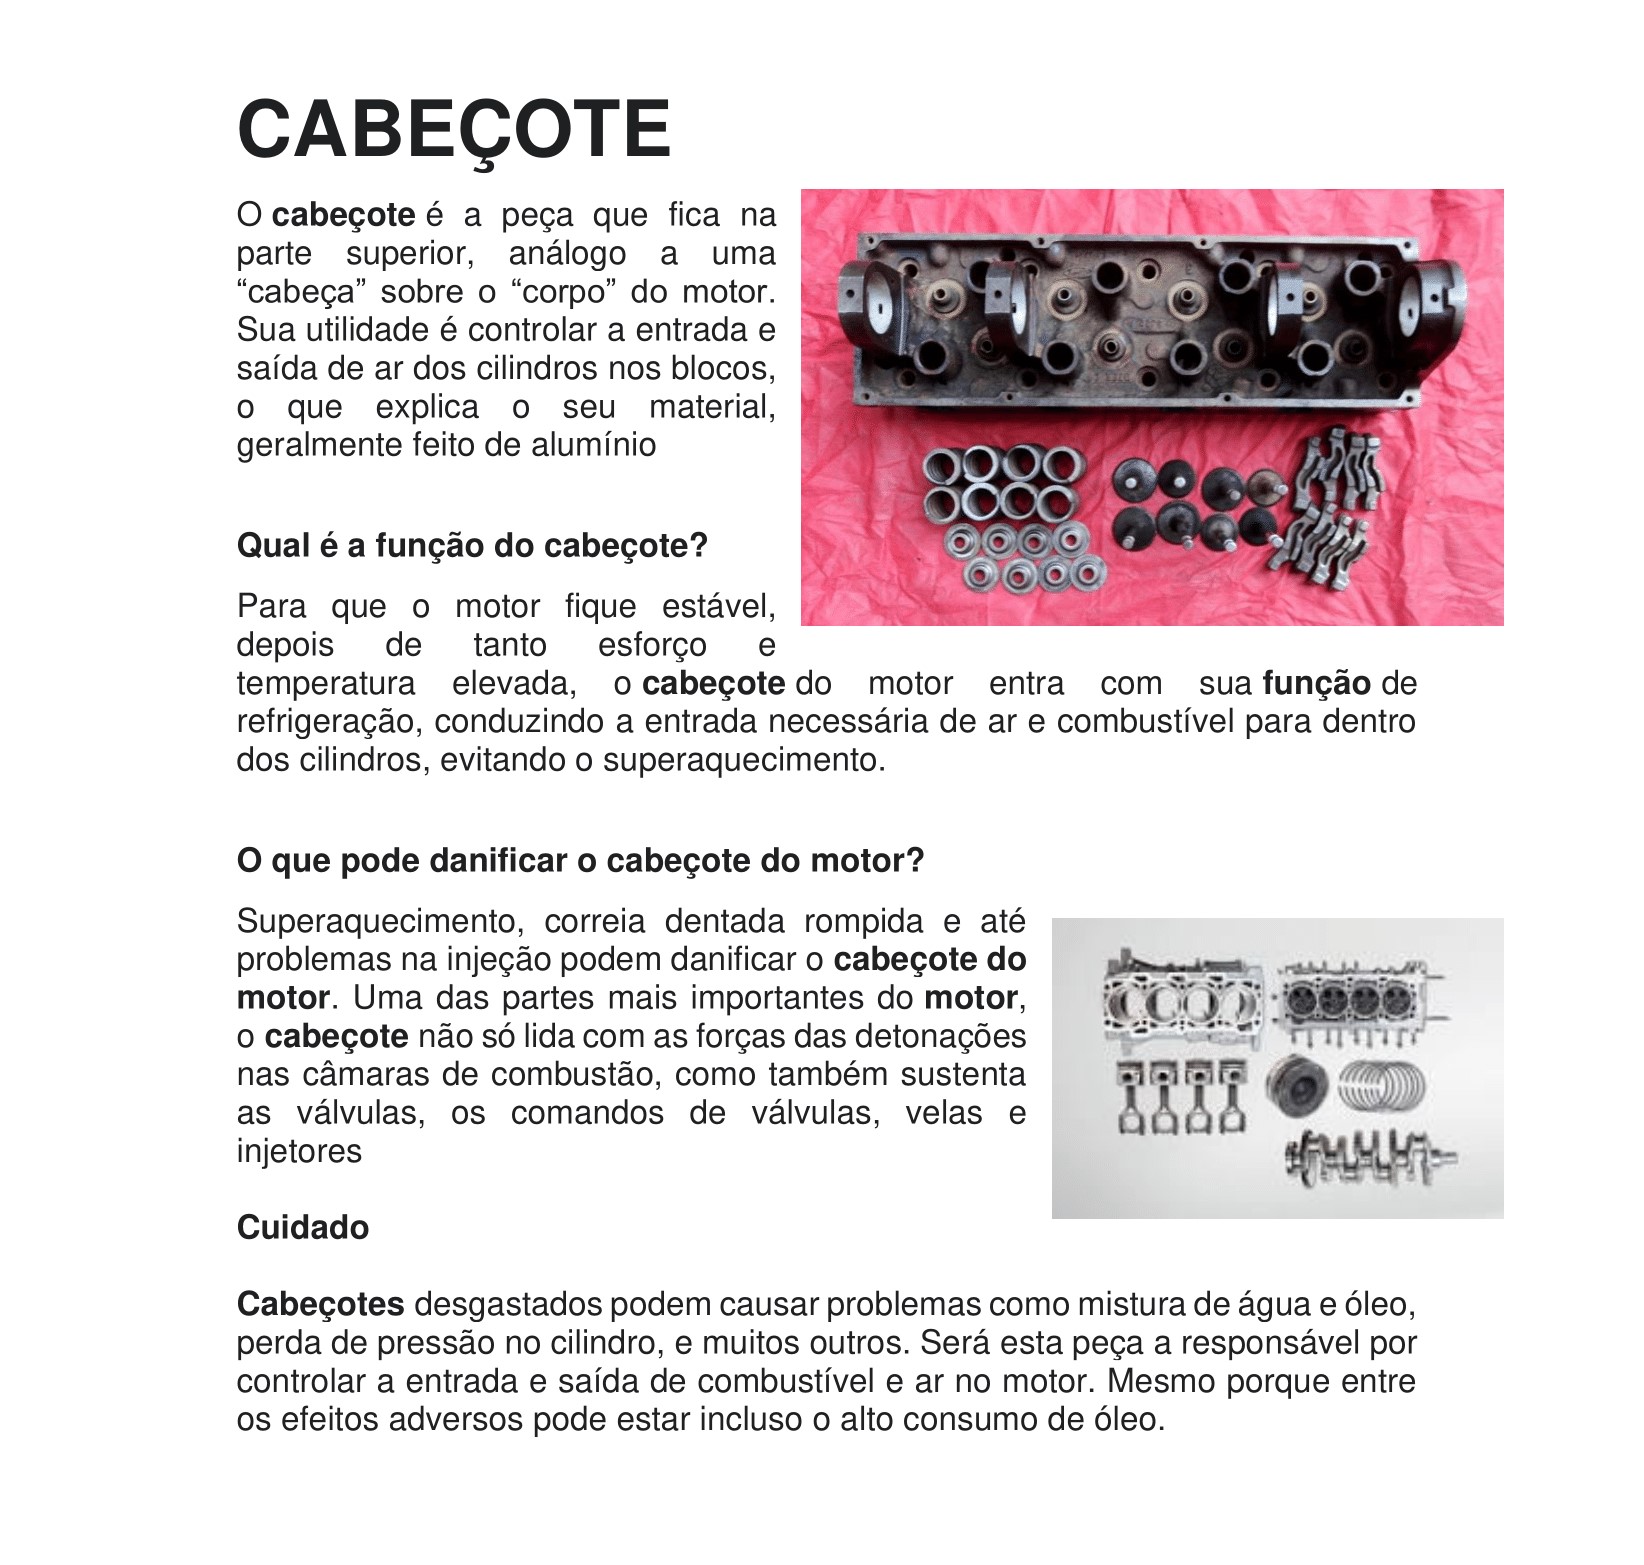 CABEÇOTE
O cabeçote é a peça que fica na
parte superior, análogo a uma
“cabeça” sobre o “corpo” do motor.
Sua utilidade é controlar a entrada e
saída de ar dos cilindros nos blocos,
o que explica o seu material,
geralmente feito de alumínio
Qual é a função do cabeçote?
Para que o motor fique estável,
depois de tanto esforço e
temperatura elevada, o cabeçote do motor entra com sua função de
refrigeração, conduzindo a entrada necessária de ar e combustível para dentro
dos cilindros, evitando o superaquecimento.
O que pode danificar o cabeçote do motor?
Superaquecimento, correia dentada rompida e até
problemas na injeção podem danificar o cabeçote do
motor. Uma das partes mais importantes do motor,
o cabeçote não só lida com as forças das detonações
nas câmaras de combustão, como também sustenta
as válvulas, os comandos de válvulas, velas e
injetores
Cuidado
Cabeçotes desgastados podem causar problemas como mistura de água e óleo,
perda de pressão no cilindro, e muitos outros. Será esta peça a responsável por
controlar a entrada e saída de combustível e ar no motor. Mesmo porque entre
os efeitos adversos pode estar incluso o alto consumo de óleo.